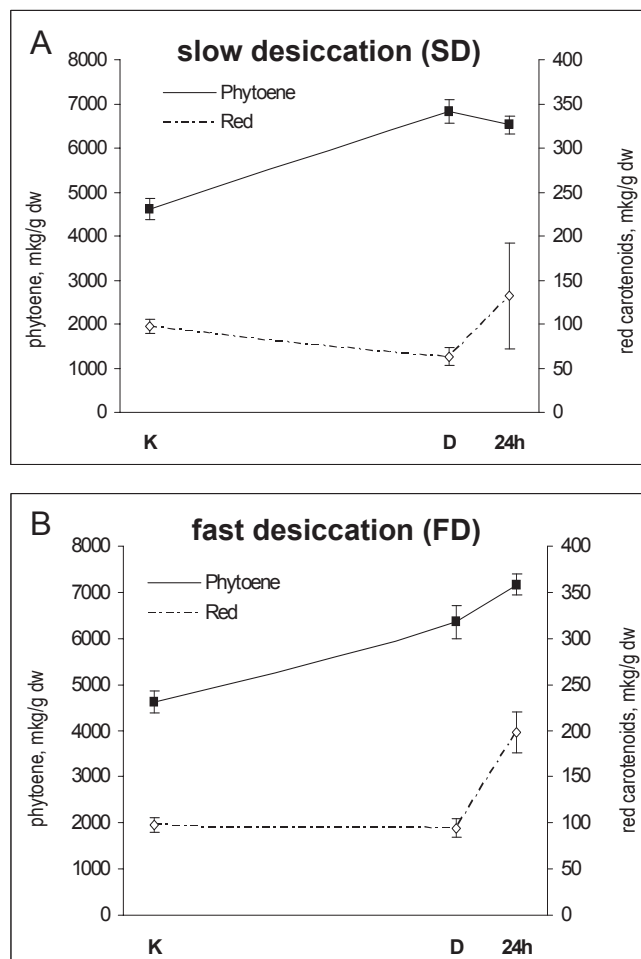 A
slow desiccation (SD)
Phytoene
Red
phytoene, mkg/g dw
8000
7000
6000
5000
4000
3000
2000
1000
0
400
350
300
250
200
150
100
50
0
red carotenoids, mkg/g dw
K D 24h
B
fast desiccation (FD)
Phytoene
Red
phytoene, mkg/g dw
8000
7000
6000
5000
4000
3000
2000
1000
0
400
350
300
250
200
150
100
50
0
red carotenoids, mkg/g dw
K D 24h